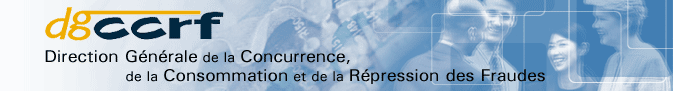 dgccrf
Direction Générale de la Concurrence,
de la Consommation et de la Répression des Fraudes